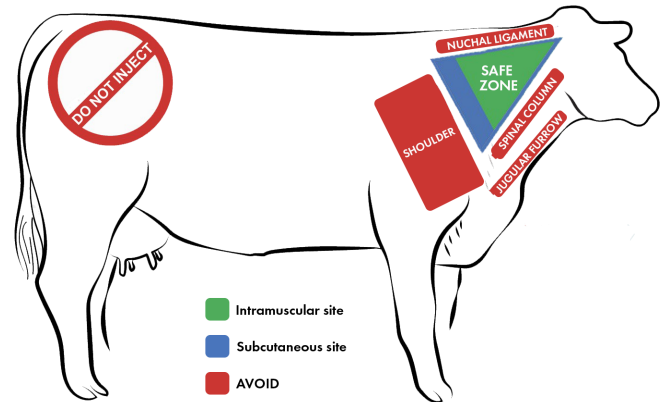 NUCHAL LIGAMENT
DO NOT INJECT
SAFE
ZONE
SHOULDER
SPINAL COLUMN
JUGULAR FURROW
Intramuscular site
Subcutaneous site
AVOID